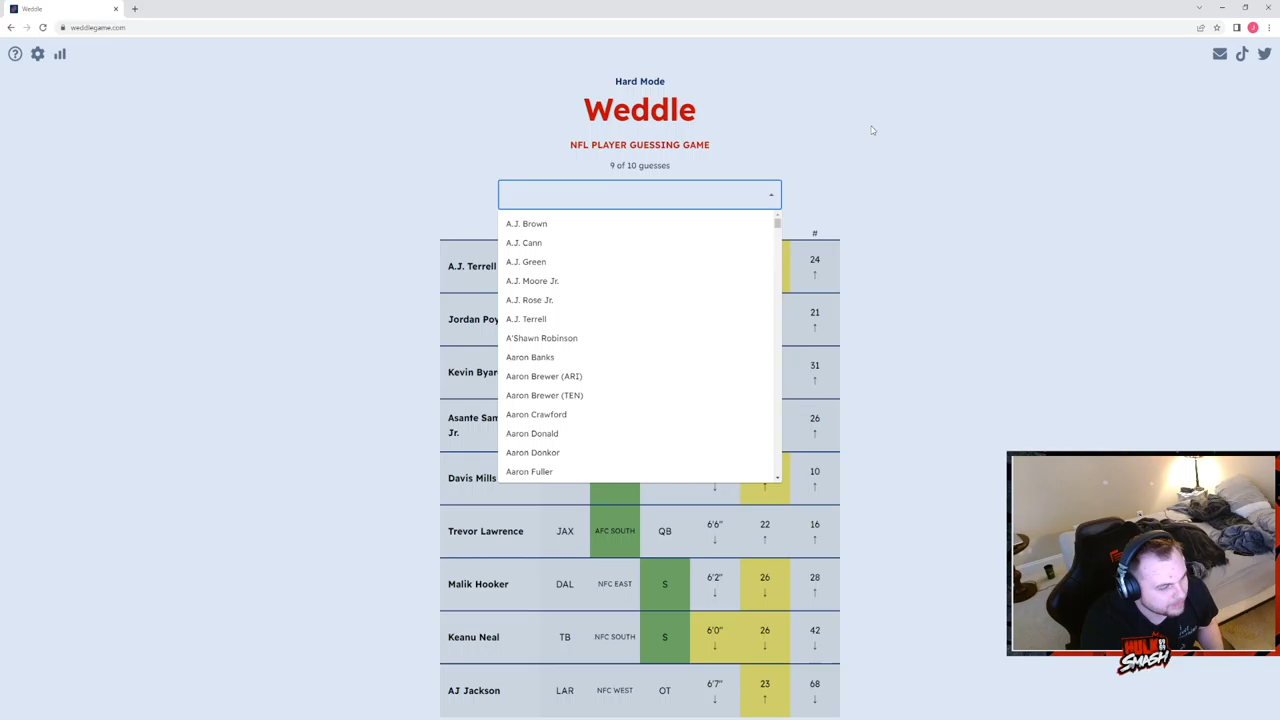 Weddle
weddlegame.com
J
Hard Mode
Weddle
NFL PLAYER GUESSING GAME
9 of 10 guesses
A.J. Brown
A.J. Cann
A.J. Green
A.J. Moore Jr.
A.J. Rose Jr.
A.J. Terrell
A'Shawn Robinson
Aaron Banks
Aaron Brewer (ARI)
Aaron Brewer (TEN)
Aaron Crawford
Aaron Donald
Aaron Donkor
Aaron Fuller
#
A.J. Terrell 24
↑
Jordan Poy 21
↑
Kevin Byar 31
↑
Asante Sam
Jr. 26
↑
Davis Mills 10
↓ ↑ ↑
Trevor Lawrence JAX AFC SOUTH QB 6'6" 22 16
↓ ↑ ↑
Malik Hooker DAL NFC EAST S 6'2" 26 28
↓ ↓ ↑
Keanu Neal TB NFC SOUTH S 6'0" 26 42
↓ ↓ ↓
AJ Jackson LAR NFC WEST OT 6'7" 23 68
↓ ↑ ↓
HULK
SMASH